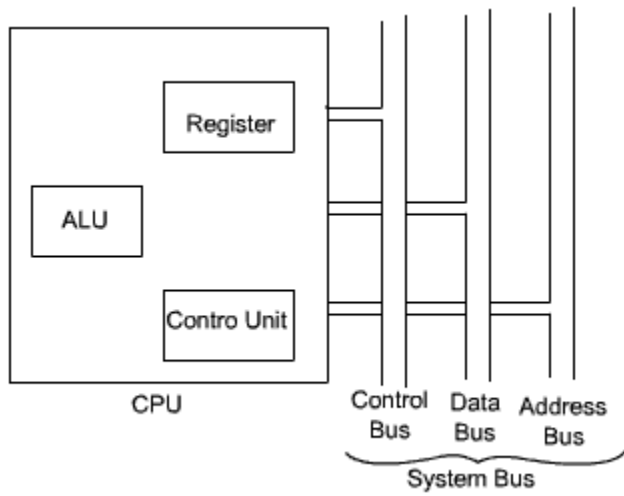 Register
ALU
Contro Unit
CPU
Control Bus
Data Bus
Address Bus
System Bus